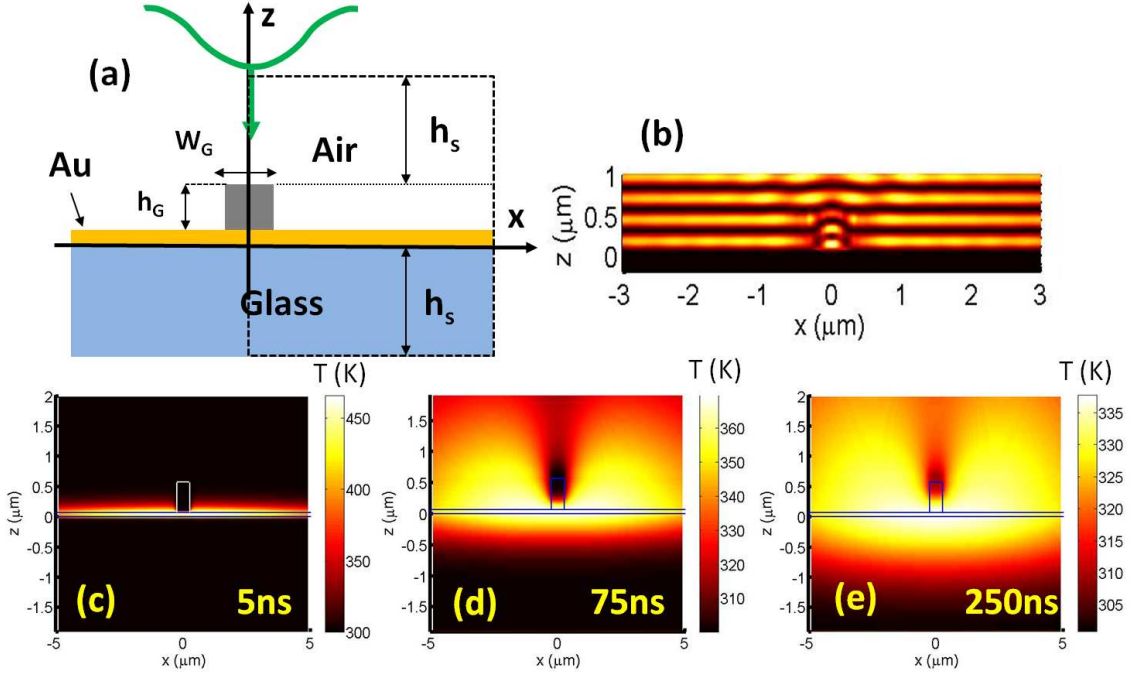 (a)
z
h_s
W_G
Air
Au
h_G
x
Glass
h_s
(b)
1
0.5
0
z (μm)
-3 -2 -1 0 1 2 3
x (μm)
T (K)
2
1.5
1
0.5
0
-0.5
-1
-1.5
z (μm)
450
400
350
300
(c) 5ns
-5 0 5
x (μm)
T (K)
2
1.5
1
0.5
0
-0.5
-1
-1.5
z (μm)
360
350
340
330
320
310
(d) 75ns
-5 0 5
x (μm)
T (K)
2
1.5
1
0.5
0
-0.5
-1
-1.5
z (μm)
335
330
325
320
315
310
305
(e) 250ns
-5 0 5
x (μm)